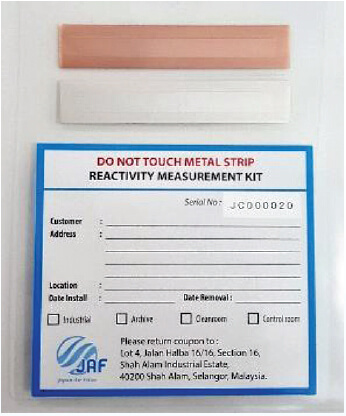 DO NOT TOUCH METAL STRIP
REACTIVITY MEASUREMENT KIT
Serial No : JC000020
Customer :
Address :
Location :
Date Install : Date Removal :
Industrial Archive Cleanroom Control room
Please return coupon to :
Lot 4, Jalan Halba 16/16, Section 16,
Shah Alam Industrial Estate,
40200 Shah Alam, Selangor, Malaysia.
JAF
Japan Air Filter